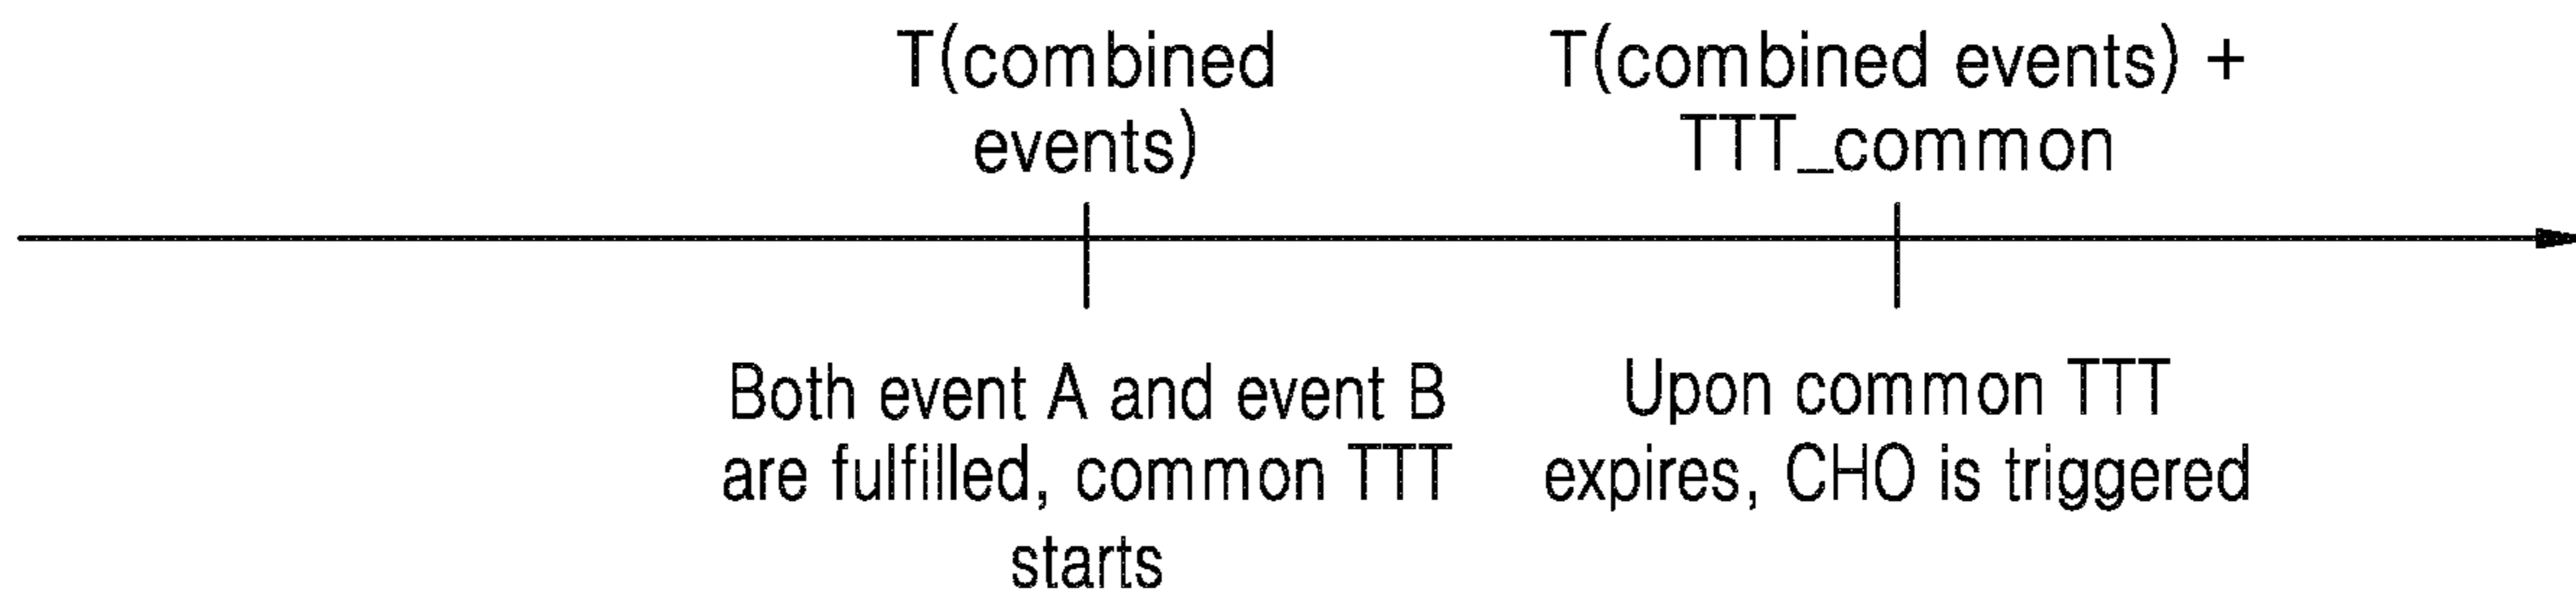 T(combined
events)
T(combined events) +
TTT_common
Both event A and event B
are fulfilled, common TTT
starts
Upon common TTT
expires, CHO is triggered